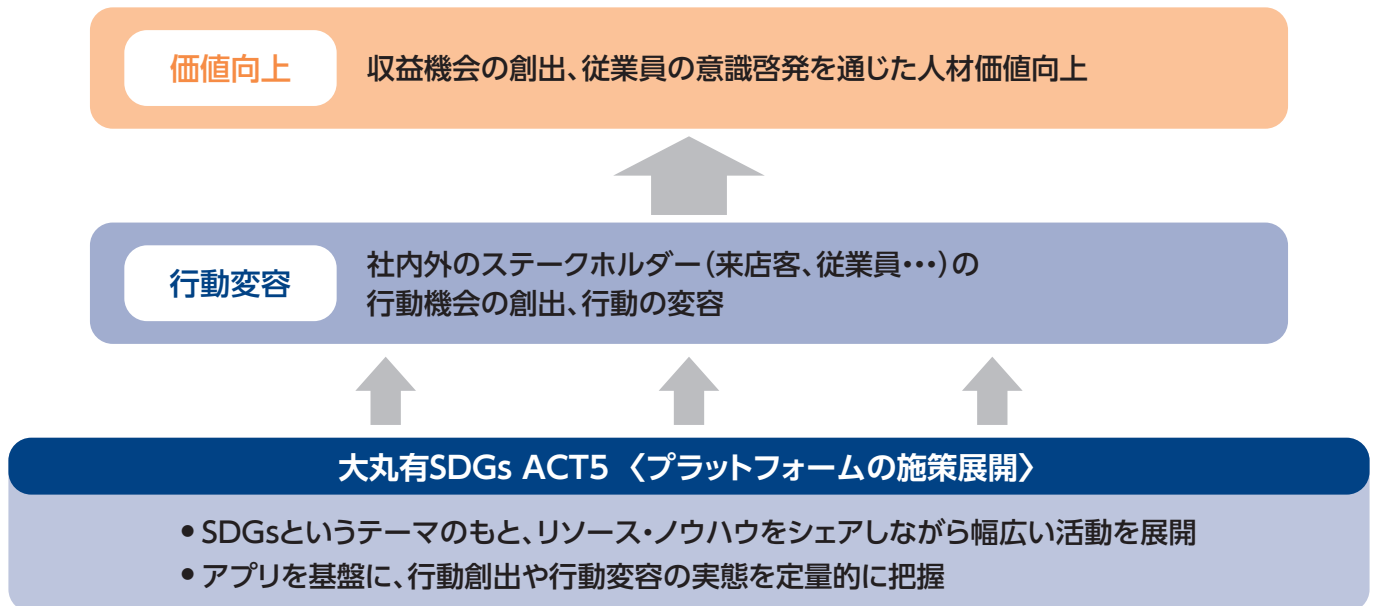 価値向上
収益機会の創出、従業員の意識啓発を通じた人材価値向上
行動変容
社内外のステークホルダー（来店客、従業員･･･）の
行動機会の創出、行動の変容
大丸有SDGs ACT5 〈プラットフォームの施策展開〉
• SDGsというテーマのもと、リソース・ノウハウをシェアしながら幅広い活動を展開
• アプリを基盤に、行動創出や行動変容の実態を定量的に把握